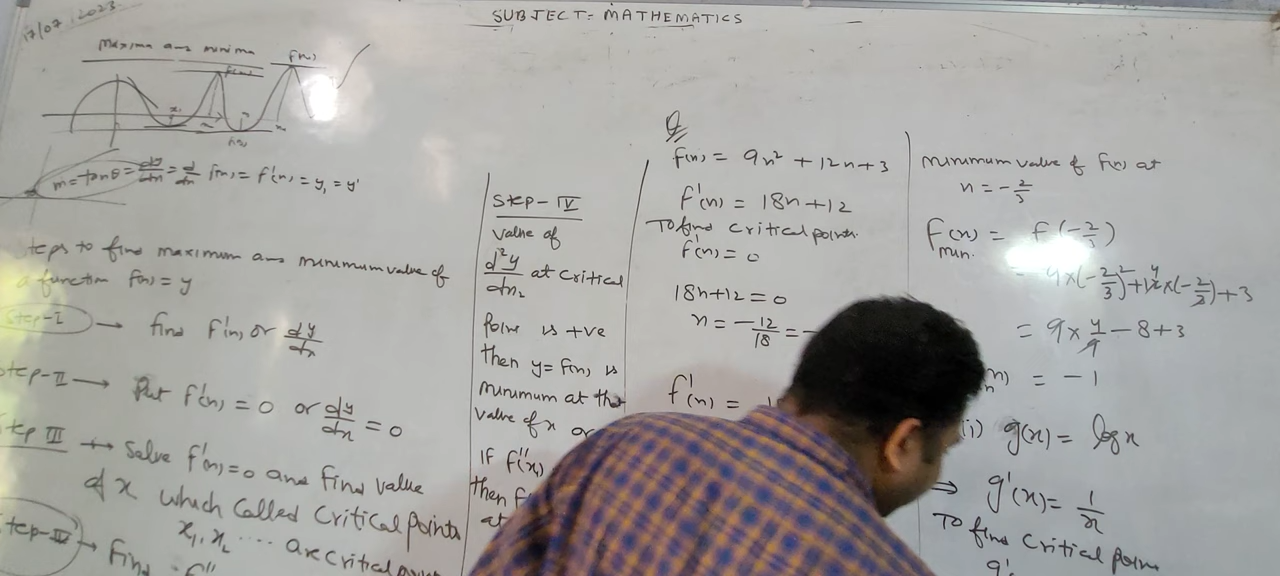 17/07/2023
SUBJECT:- MATHEMATICS
maxima and minima
f(x)
m=tanθ = dy/dx = d/dx f(x) = f'(x) = y₁ = y'
steps to find maximum and minimum value of
a function f(x) = y
Step-I → find f'(x) or dy/dx
Step-II → Put f'(x) = 0 or dy/dx = 0
Step III → Solve f'(x)=0 and find value
of x which called critical points
x₁, x₂ .... are critical
Step-IV → Find f''
Step-IV
value of
d²y/dx² at critical
point is +ve
then y=f(x) is
minimum at the
value of x or
If f''(x₁)
then f
at
Q
f(x) = 9x² + 12x + 3
f'(x) = 18x + 12
To find critical points.
f'(x) = 0
18x+12 = 0
x = -12/18 = -
f'(x) =
minimum value of f(x) at
x = -2/3
f(x) min. = f(-2/3)
= 9×(-2/3)²+12×(-2/3)+3
= 9×4/9 -8+3
= -1
(i) g(x) = logx
⇒ g'(x) = 1/x
To find critical point
g'